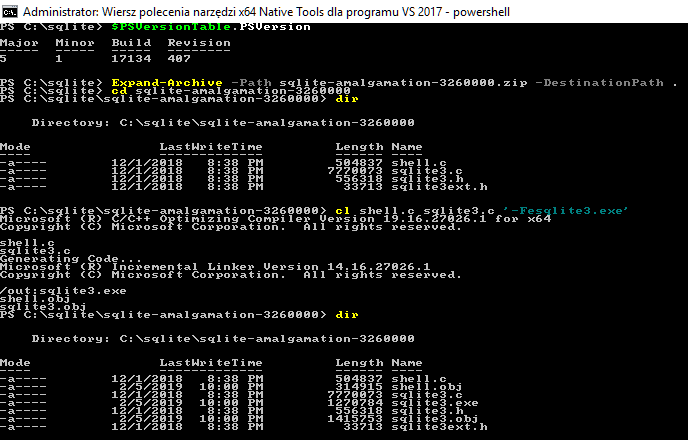 Administrator: Wiersz polecenia narzędzi x64 Native Tools dla programu VS 2017 - powershell
PS C:\sqlite> $PSVersionTable.PSVersion
Major  Minor  Build  Revision
-----  -----  -----  --------
5      1      17134  407
PS C:\sqlite> Expand-Archive -Path sqlite-amalgamation-3260000.zip -DestinationPath .
PS C:\sqlite> cd sqlite-amalgamation-3260000
PS C:\sqlite\sqlite-amalgamation-3260000> dir
Directory: C:\sqlite\sqlite-amalgamation-3260000
Mode                LastWriteTime         Length Name
----                -------------         ------ ----
-a----        12/1/2018   8:38 PM         504837 shell.c
-a----        12/1/2018   8:38 PM        7770073 sqlite3.c
-a----        12/1/2018   8:38 PM         556318 sqlite3.h
-a----        12/1/2018   8:38 PM          33713 sqlite3ext.h
PS C:\sqlite\sqlite-amalgamation-3260000> cl shell.c sqlite3.c '-Fesqlite3.exe'
Microsoft (R) C/C++ Optimizing Compiler Version 19.16.27026.1 for x64
Copyright (C) Microsoft Corporation.  All rights reserved.
shell.c
sqlite3.c
Generating Code...
Microsoft (R) Incremental Linker Version 14.16.27026.1
Copyright (C) Microsoft Corporation.  All rights reserved.
/out:sqlite3.exe
shell.obj
sqlite3.obj
PS C:\sqlite\sqlite-amalgamation-3260000> dir
Directory: C:\sqlite\sqlite-amalgamation-3260000
Mode                LastWriteTime         Length Name
----                -------------         ------ ----
-a----        12/1/2018   8:38 PM         504837 shell.c
-a----         2/5/2019  10:00 PM         314915 shell.obj
-a----        12/1/2018   8:38 PM        7770073 sqlite3.c
-a----         2/5/2019  10:00 PM        1270784 sqlite3.exe
-a----        12/1/2018   8:38 PM         556318 sqlite3.h
-a----         2/5/2019  10:00 PM        1415753 sqlite3.obj
-a----        12/1/2018   8:38 PM          33713 sqlite3ext.h